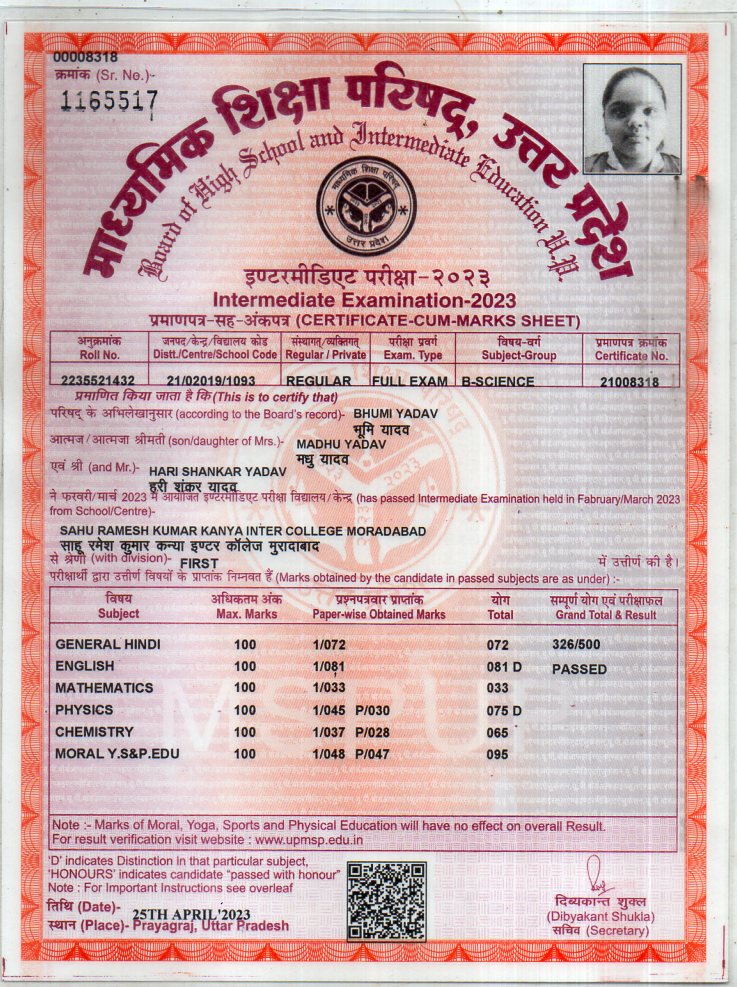 00008318
क्रमांक (Sr. No.)-
1165517
माध्यमिक शिक्षा परिषद्, उत्तर प्रदेश
Board of High School and Intermediate Education U.P.
माध्यमिक शिक्षा परिषद
उत्तर प्रदेश
इण्टरमीडिएट परीक्षा-२०२३
Intermediate Examination-2023
प्रमाणपत्र-सह-अंकपत्र (CERTIFICATE-CUM-MARKS SHEET)
अनुक्रमांक जनपद/केन्द्र/विद्यालय कोड संस्थागत/व्यक्तिगत परीक्षा प्रवर्ग विषय-वर्ग प्रमाणपत्र क्रमांक
Roll No. Distt./Centre/School Code Regular / Private Exam. Type Subject-Group Certificate No.
2235521432 21/02019/1093 REGULAR FULL EXAM B-SCIENCE 21008318
प्रमाणित किया जाता है कि (This is to certify that)
परिषद् के अभिलेखानुसार (according to the Board's record)- BHUMI YADAV
भूमि यादव
आत्मज/आत्मजा श्रीमती (son/daughter of Mrs.)- MADHU YADAV
मधु यादव
एवं श्री (and Mr.)- HARI SHANKAR YADAV
हरी शंकर यादव
ने फरवरी/मार्च 2023 में आयोजित इण्टरमीडिएट परीक्षा विद्यालय/केन्द्र (has passed Intermediate Examination held in Fabruary/March 2023
from School/Centre)-
SAHU RAMESH KUMAR KANYA INTER COLLEGE MORADABAD
साहू रमेश कुमार कन्या इण्टर कॉलेज मुरादाबाद
से श्रेणी (with division)- FIRST में उत्तीर्ण की है।
परीक्षार्थी द्वारा उत्तीर्ण विषयों के प्राप्तांक निम्नवत हैं (Marks obtained by the candidate in passed subjects are as under) :-
विषय अधिकतम अंक प्रश्नपत्रवार प्राप्तांक योग सम्पूर्ण योग एवं परीक्षाफल
Subject Max. Marks Paper-wise Obtained Marks Total Grand Total & Result
GENERAL HINDI 100 1/072 072 326/500
ENGLISH 100 1/081 081 D PASSED
MATHEMATICS 100 1/033 033
PHYSICS 100 1/045 P/030 075 D
CHEMISTRY 100 1/037 P/028 065
MORAL Y.S&P.EDU 100 1/048 P/047 095
MSPUP
Note :- Marks of Moral, Yoga, Sports and Physical Education will have no effect on overall Result.
For result verification visit website : www.upmsp.edu.in
'D' indicates Distinction in that particular subject,
'HONOURS' indicates candidate "passed with honour"
Note : For Important Instructions see overleaf
तिथि (Date)- 25TH APRIL'2023
स्थान (Place)- Prayagraj, Uttar Pradesh
दिब्यकान्त शुक्ल
(Dibyakant Shukla)
सचिव (Secretary)